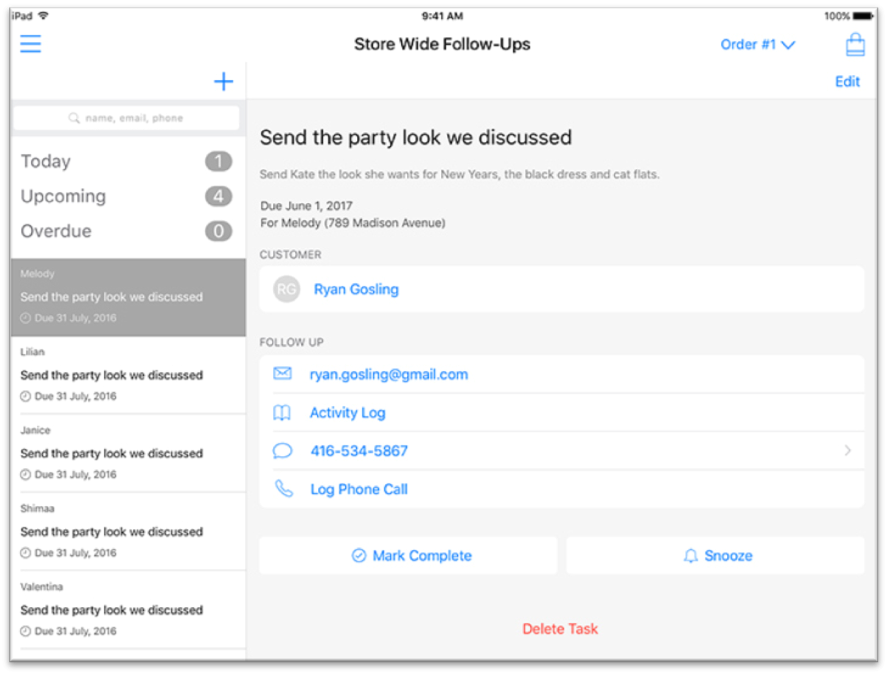 iPad 9:41 AM 100%
Store Wide Follow-Ups Order #1
Edit
name, email, phone
Today 1
Upcoming 4
Overdue 0
Melody
Send the party look we discussed
Due 31 July, 2016
Lilian
Send the party look we discussed
Due 31 July, 2016
Janice
Send the party look we discussed
Due 31 July, 2016
Shimaa
Send the party look we discussed
Due 31 July, 2016
Valentina
Send the party look we discussed
Due 31 July, 2016
Send the party look we discussed
Send Kate the look she wants for New Years, the black dress and cat flats.
Due June 1, 2017
For Melody (789 Madison Avenue)
CUSTOMER
RG Ryan Gosling
FOLLOW UP
ryan.gosling@gmail.com
Activity Log
416-534-5867
Log Phone Call
Mark Complete Snooze
Delete Task